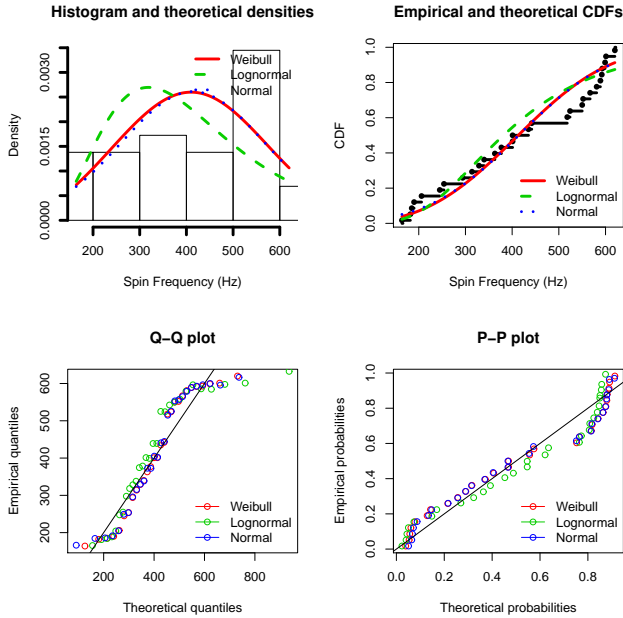 Histogram and theoretical densities
Density
0.0000
0.0015
0.0030
Weibull
Lognormal
Normal
200 300 400 500 600
Spin Frequency (Hz)
Empirical and theoretical CDFs
CDF
0.0
0.2
0.4
0.6
0.8
1.0
Weibull
Lognormal
Normal
200 300 400 500 600
Spin Frequency (Hz)
Q−Q plot
Empirical quantiles
200
300
400
500
600
Weibull
Lognormal
Normal
200 400 600 800
Theoretical quantiles
P−P plot
Empirical probabilities
0.0
0.2
0.4
0.6
0.8
1.0
Weibull
Lognormal
Normal
0.0 0.2 0.4 0.6 0.8
Theoretical probabilities